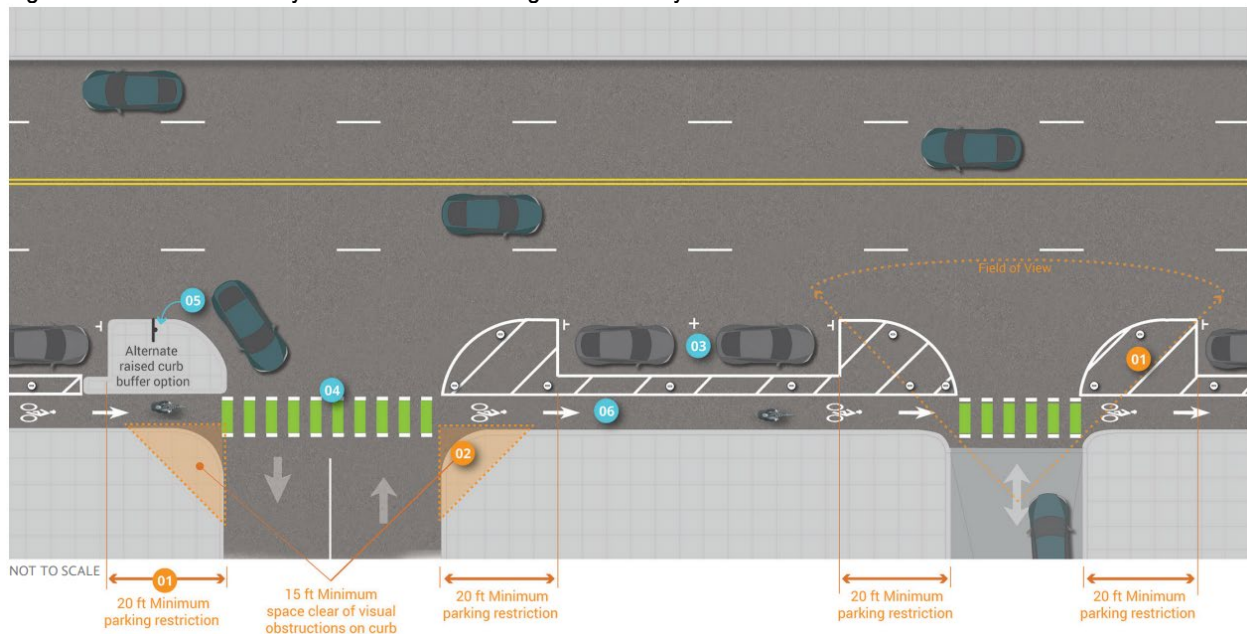 Field of View
05
Alternate
raised curb
buffer option
03
01
04
06
02
NOT TO SCALE
01
20 ft Minimum
parking restriction
15 ft Minimum
space clear of visual
obstructions on curb
20 ft Minimum
parking restriction
20 ft Minimum
parking restriction
20 ft Minimum
parking restriction